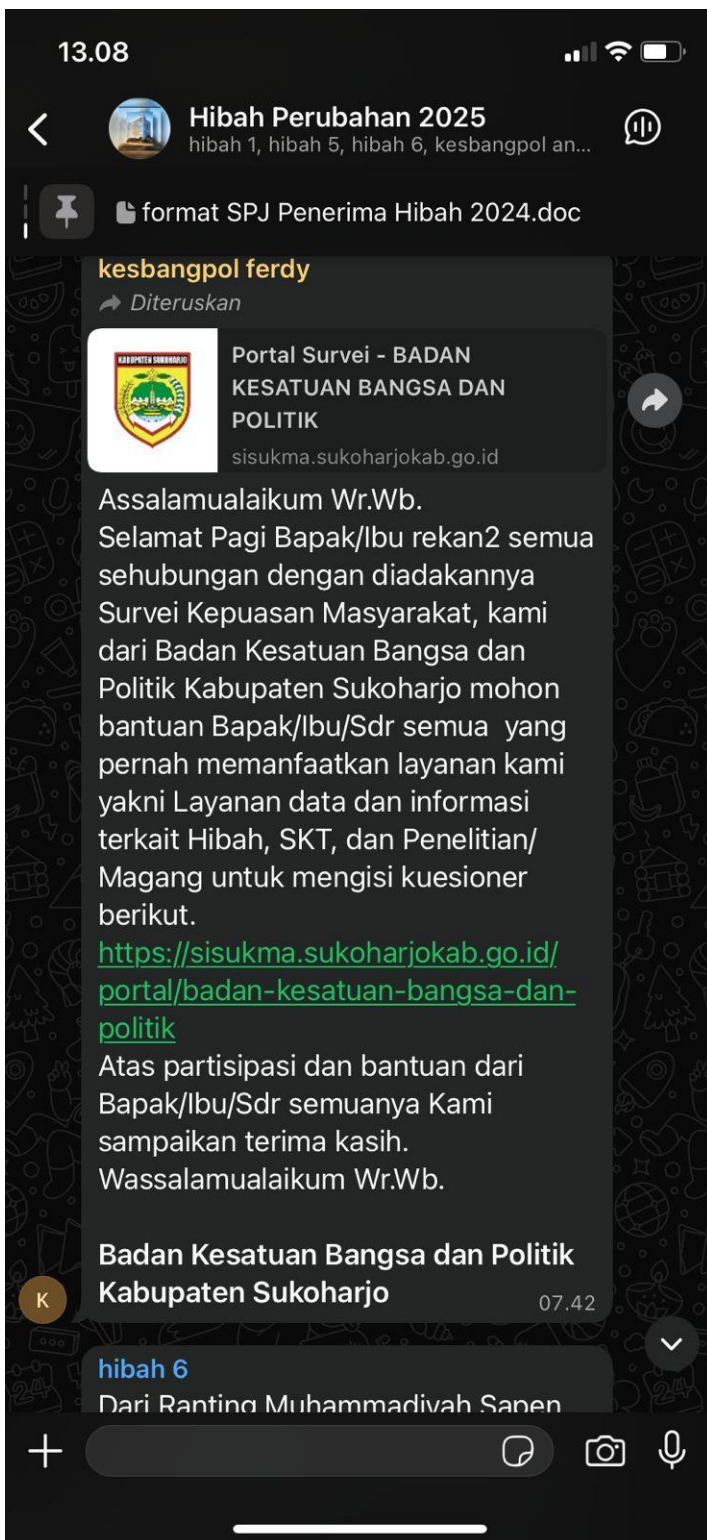 13.08
Hibah Perubahan 2025
hibah 1, hibah 5, hibah 6, kesbangpol an...
format SPJ Penerima Hibah 2024.doc
kesbangpol ferdy
Diteruskan
KABUPATEN SUKOHARJO
Portal Survei - BADAN
KESATUAN BANGSA DAN
POLITIK
sisukma.sukoharjokab.go.id
Assalamualaikum Wr.Wb.
Selamat Pagi Bapak/Ibu rekan2 semua
sehubungan dengan diadakannya
Survei Kepuasan Masyarakat, kami
dari Badan Kesatuan Bangsa dan
Politik Kabupaten Sukoharjo mohon
bantuan Bapak/Ibu/Sdr semua  yang
pernah memanfaatkan layanan kami
yakni Layanan data dan informasi
terkait Hibah, SKT, dan Penelitian/
Magang untuk mengisi kuesioner
berikut.
https://sisukma.sukoharjokab.go.id/
portal/badan-kesatuan-bangsa-dan-
politik
Atas partisipasi dan bantuan dari
Bapak/Ibu/Sdr semuanya Kami
sampaikan terima kasih.
Wassalamualaikum Wr.Wb.
Badan Kesatuan Bangsa dan Politik
Kabupaten Sukoharjo
07.42
K
hibah 6
Dari Ranting Muhammadiyah Sapen